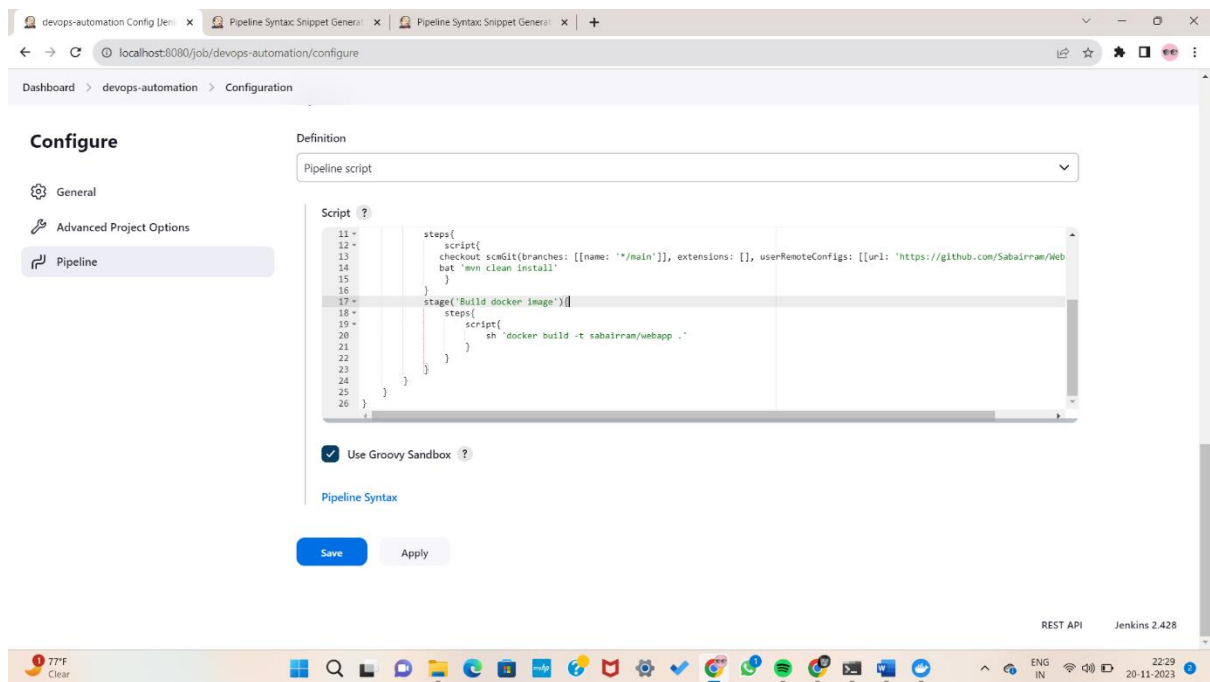 devops-automation Config [Jen
Pipeline Syntax: Snippet Generat
Pipeline Syntax: Snippet Generat
localhost:8080/job/devops-automation/configure
Dashboard > devops-automation > Configuration
Configure
General
Advanced Project Options
Pipeline
Definition
Pipeline script
Script ?
11 steps{
12 script{
13 checkout scmGit(branches: [[name: '*/main']], extensions: [], userRemoteConfigs: [[url: 'https://github.com/Sabairram/Web
14 bat 'mvn clean install'
15 }
16 }
17 stage('Build docker image'){
18 steps{
19 script{
20 sh 'docker build -t sabairram/webapp .'
21 }
22 }
23 }
24 }
25 }
26 }
Use Groovy Sandbox ?
Pipeline Syntax
Save Apply
REST API Jenkins 2.428
1 77°F
Clear
ENG
IN
22:29
20-11-2023
2